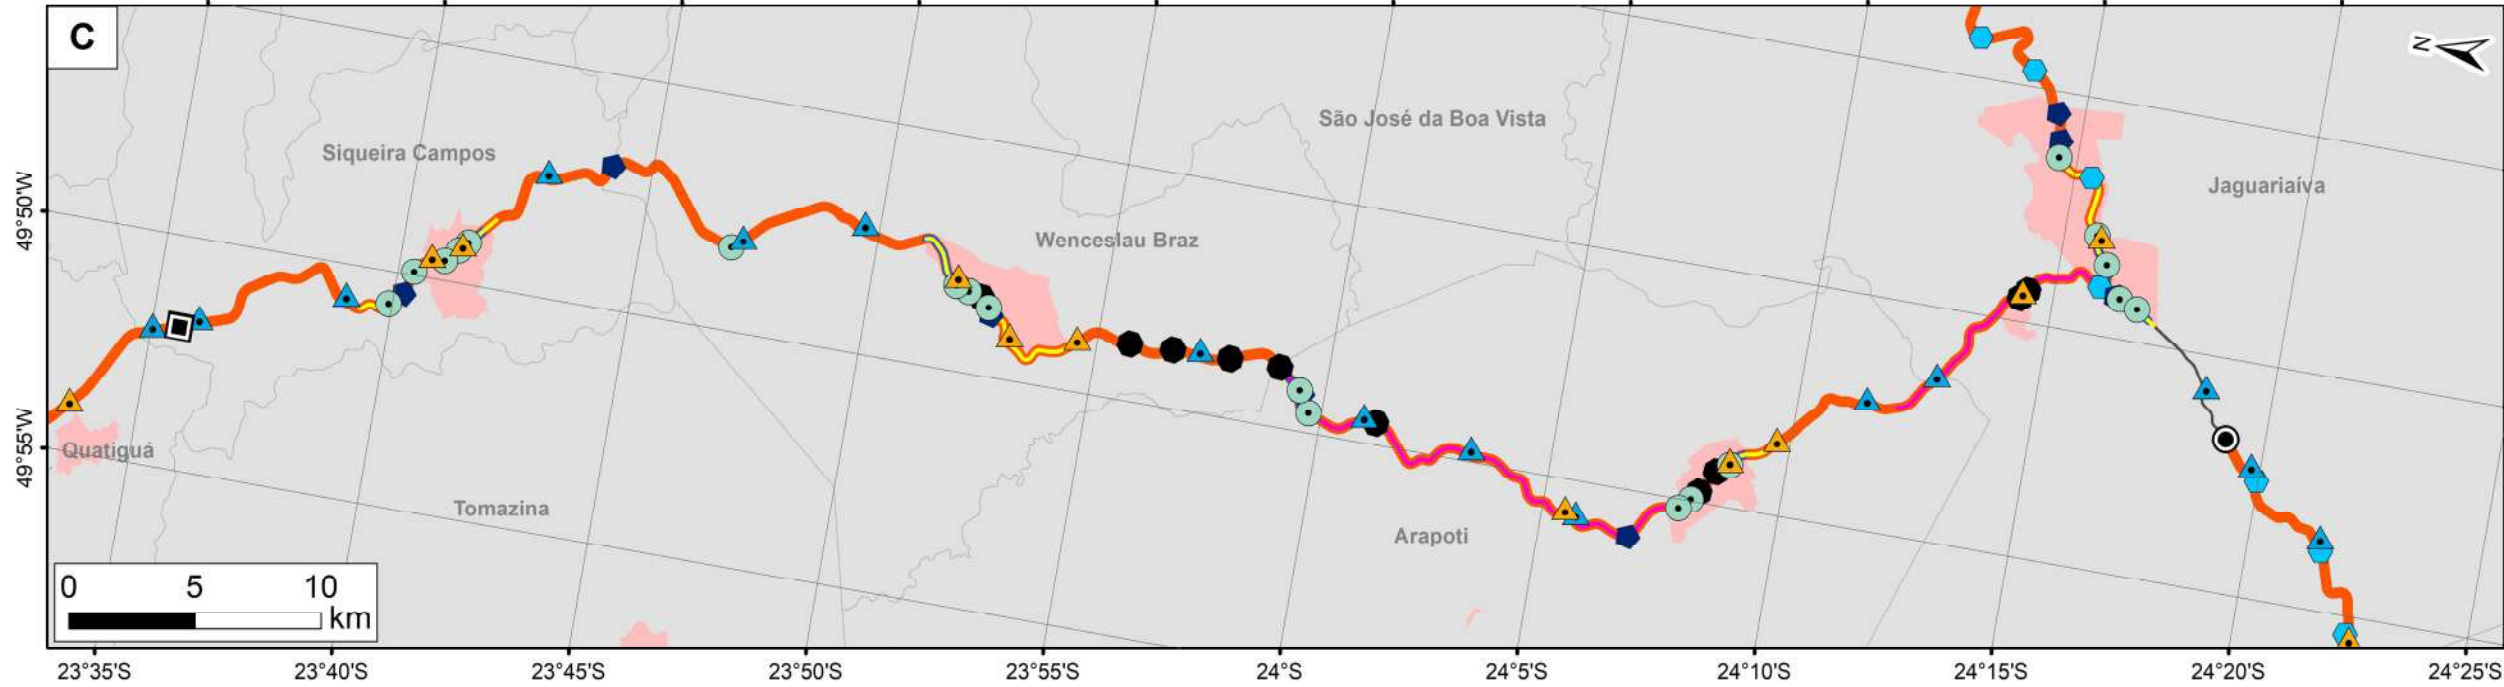 C
N
São José da Boa Vista
Siqueira Campos
Jaguariaíva
49°50'W
Wenceslau Braz
49°55'W
Quatiguá
Tomazina
Arapoti
0 5 10
km
23°35'S 23°40'S 23°45'S 23°50'S 23°55'S 24°S 24°5'S 24°10'S 24°15'S 24°20'S 24°25'S